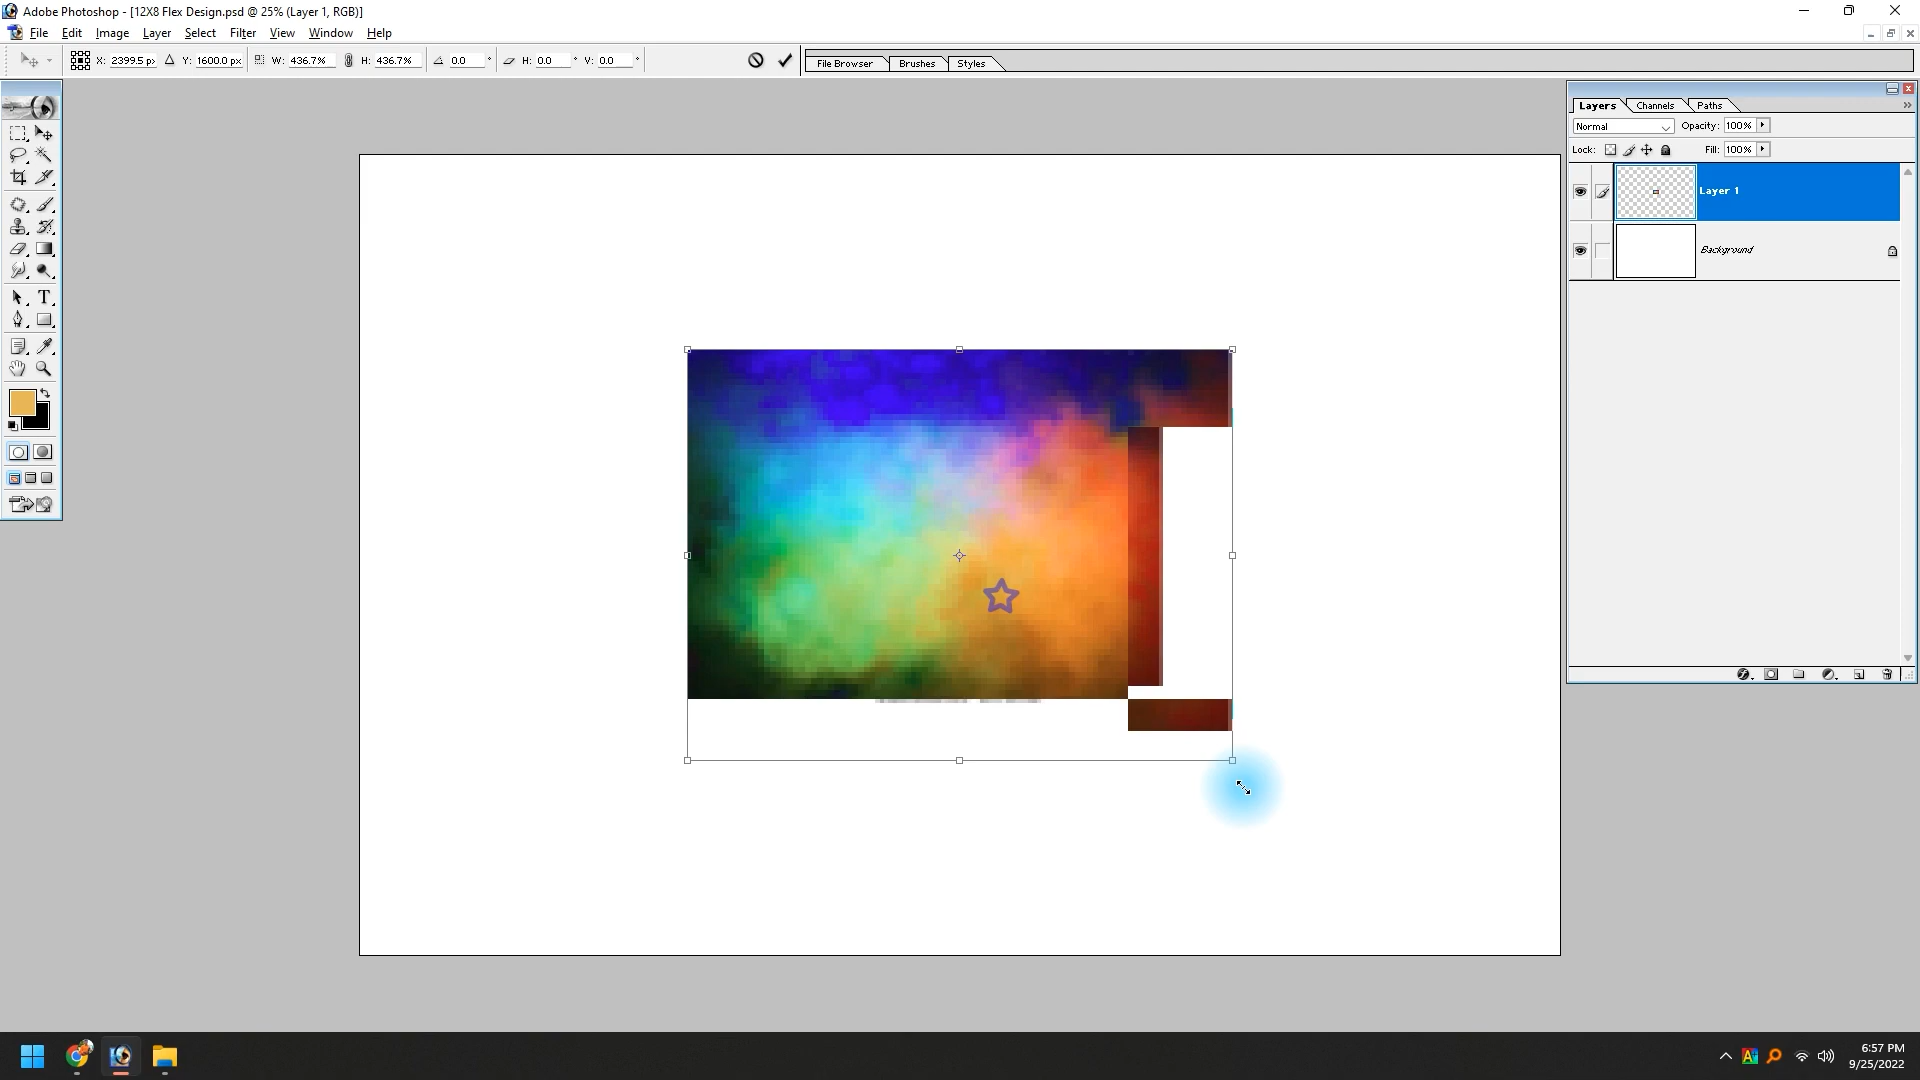 Adobe Photoshop - [12X8 Flex Design.psd @ 25% (Layer 1, RGB)]
File Edit Image Layer Select Filter View Window Help
X: 2399.5 px Y: 1600.0 px W: 436.7% H: 436.7% 0.0 ° H: 0.0 ° V: 0.0 ° File Browser Brushes Styles
Layers Channels Paths
Normal Opacity: 100%
Lock: Fill: 100%
Layer 1
Background
T
6:57 PM
9/25/2022